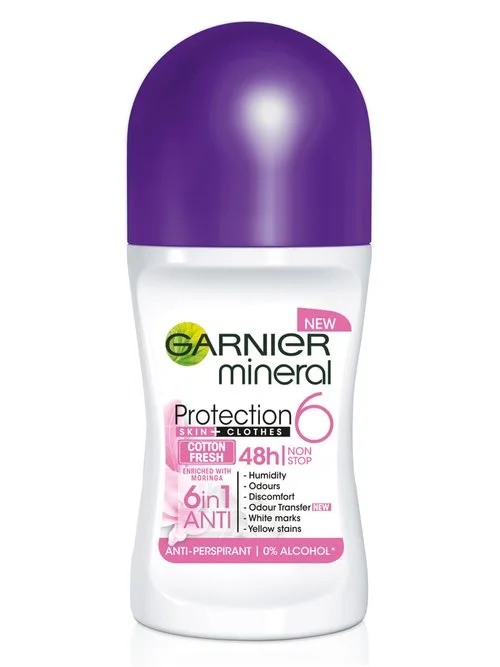 NEW
GARNIER
mineral
Protection 6
SKIN + CLOTHES
COTTON
FRESH
48h | NON
STOP
ENRICHED WITH
MORINGA
6in1
ANTI
- Humidity
- Odours
- Discomfort
- Odour Transfer NEW
- White marks
- Yellow stains
ANTI-PERSPIRANT | 0% ALCOHOL*